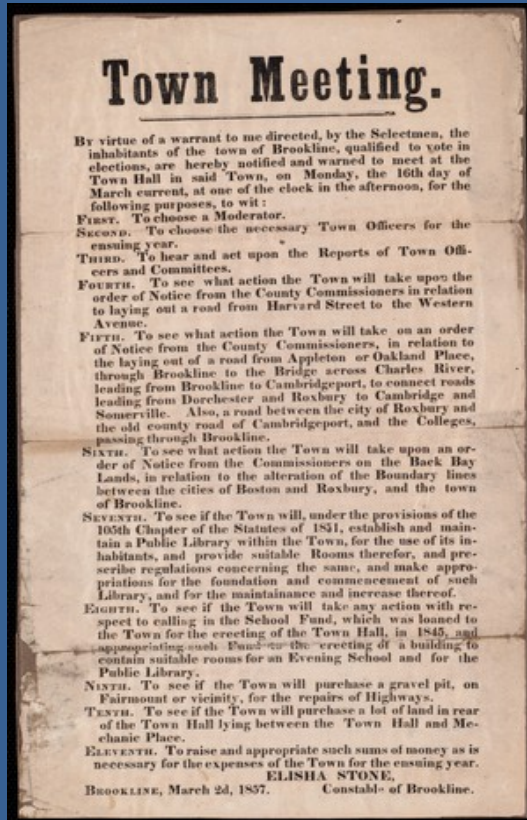 Town Meeting.
By virtue of a warrant to me directed, by the Selectmen, the
inhabitants of the town of Brookline, qualified to vote in
elections, are hereby notified and warned to meet at the
Town Hall in said Town, on Monday, the 16th day of
March current, at one of the clock in the afternoon, for the
following purposes, to wit:
First. To choose a Moderator.
Second. To choose the necessary Town Officers for the
ensuing year.
Third. To hear and act upon the Reports of Town Offi-
cers and Committees.
Fourth. To see what action the Town will take upon the
order of Notice from the County Commissioners in relation
to laying out a road from Harvard Street to the Western
Avenue.
Fifth. To see what action the Town will take on an order
of Notice from the County Commissioners, in relation to
the laying out of a road from Appleton or Oakland Place,
through Brookline to the Bridge across Charles River,
leading from Brookline to Cambridgeport, to connect roads
leading from Dorchester and Roxbury to Cambridge and
Somerville. Also, a road between the city of Roxbury and
the old county road of Cambridgeport, and the Colleges,
passing through Brookline.
Sixth. To see what action the Town will take upon an or-
der of Notice from the Commissioners on the Back Bay
Lands, in relation to the alteration of the Boundary lines
between the cities of Boston and Roxbury, and the town
of Brookline.
Seventh. To see if the Town will, under the provisions of the
105th Chapter of the Statutes of 1851, establish and main-
tain a Public Library within the Town, for the use of its in-
habitants, and provide suitable Rooms therefor, and pre-
scribe regulations concerning the same, and make appro-
priations for the foundation and commencement of such
Library, and for the maintainance and increase thereof.
Eighth. To see if the Town will take any action with re-
spect to calling in the School Fund, which was loaned to
the Town for the erecting of the Town Hall, in 1845, and
appropriating such Fund to the erecting of a building to
contain suitable rooms for an Evening School and for the
Public Library.
Ninth. To see if the Town will purchase a gravel pit, on
Fairmount or vicinity, for the repairs of Highways.
Tenth. To see if the Town will purchase a lot of land in rear
of the Town Hall lying between the Town Hall and Me-
chanic Place.
Eleventh. To raise and appropriate such sums of money as is
necessary for the expenses of the Town for the ensuing year.
ELISHA STONE,
Brookline, March 2d, 1857. Constable of Brookline.